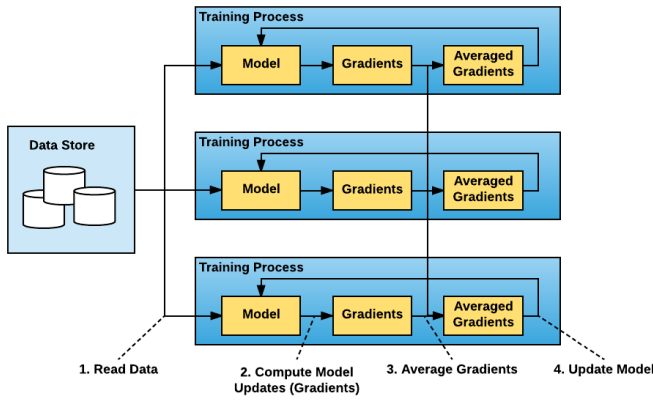 Training Process
Model
Gradients
Averaged
Gradients
Data Store
Training Process
Model
Gradients
Averaged
Gradients
Training Process
Model
Gradients
Averaged
Gradients
1. Read Data
2. Compute Model
Updates (Gradients)
3. Average Gradients
4. Update Model